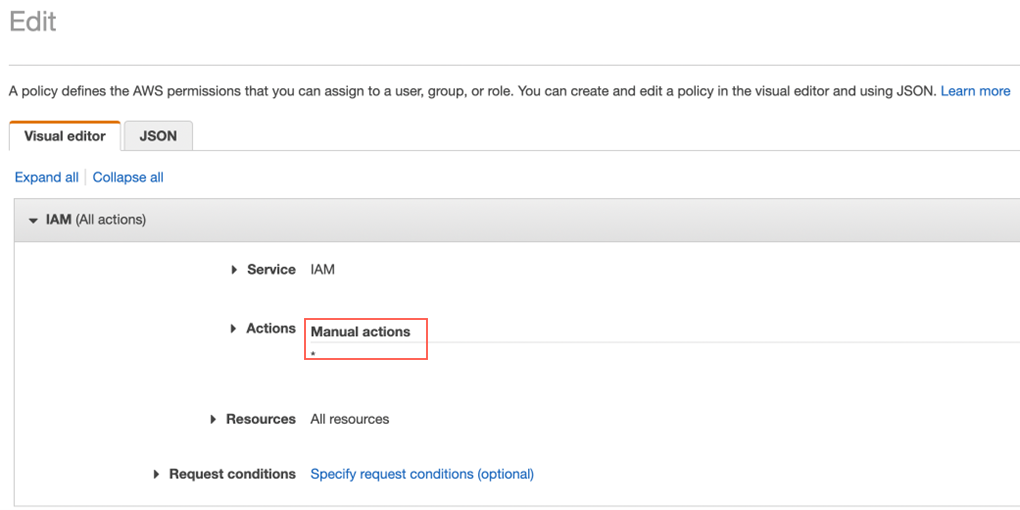 Edit
A policy defines the AWS permissions that you can assign to a user, group, or role. You can create and edit a policy in the visual editor and using JSON. Learn more
Visual editor JSON
Expand all Collapse all
IAM (All actions)
Service IAM
Actions Manual actions
*
Resources All resources
Request conditions Specify request conditions (optional)